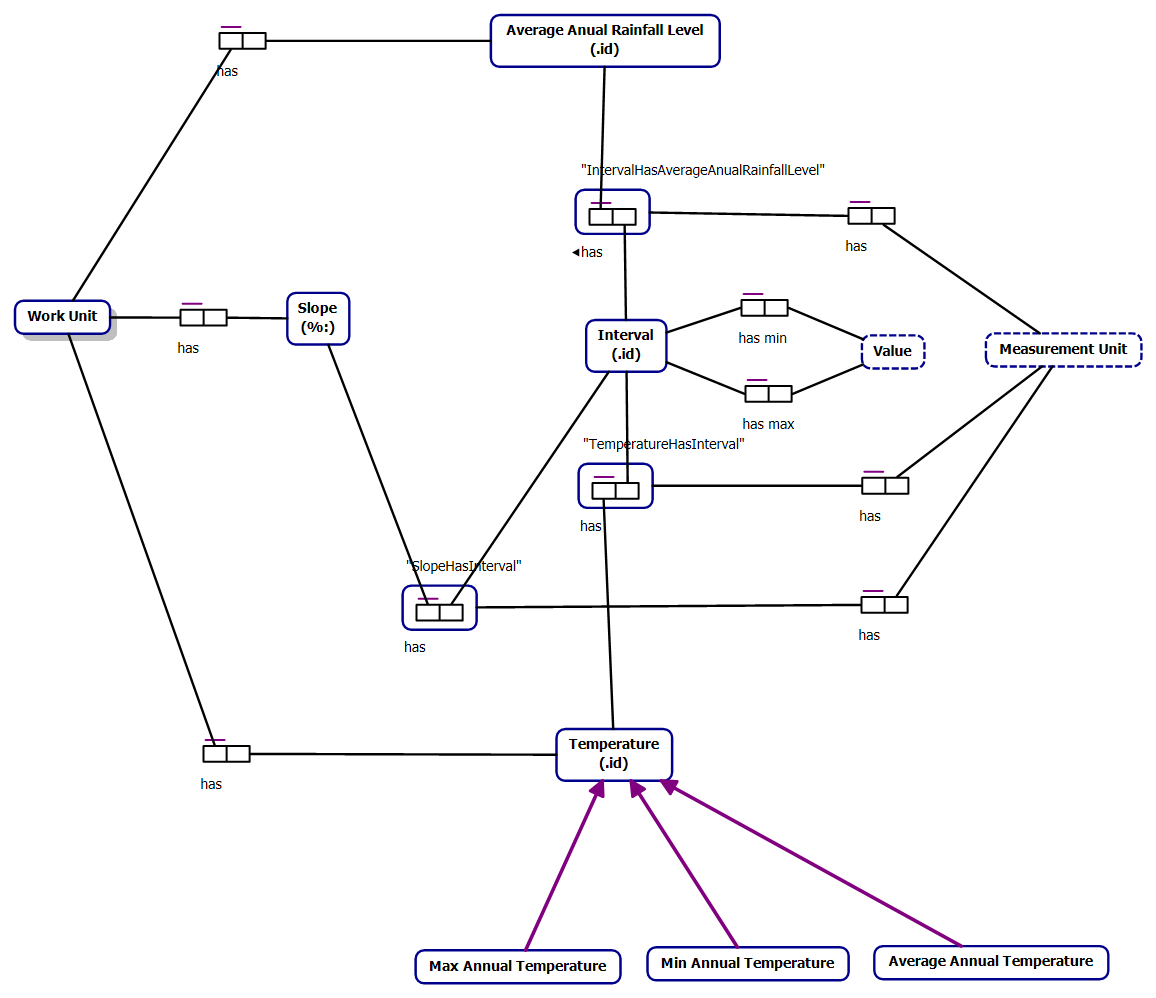 Average Anual Rainfall Level
(.id)
has
"IntervalHasAverageAnualRainfallLevel"
has
◄has
Work Unit
Slope
(%:)
has
Interval
(.id)
has min
Value
Measurement Unit
has max
"TemperatureHasInterval"
has
has
"SlopeHasInterval"
has
has
Temperature
(.id)
has
Max Annual Temperature
Min Annual Temperature
Average Annual Temperature